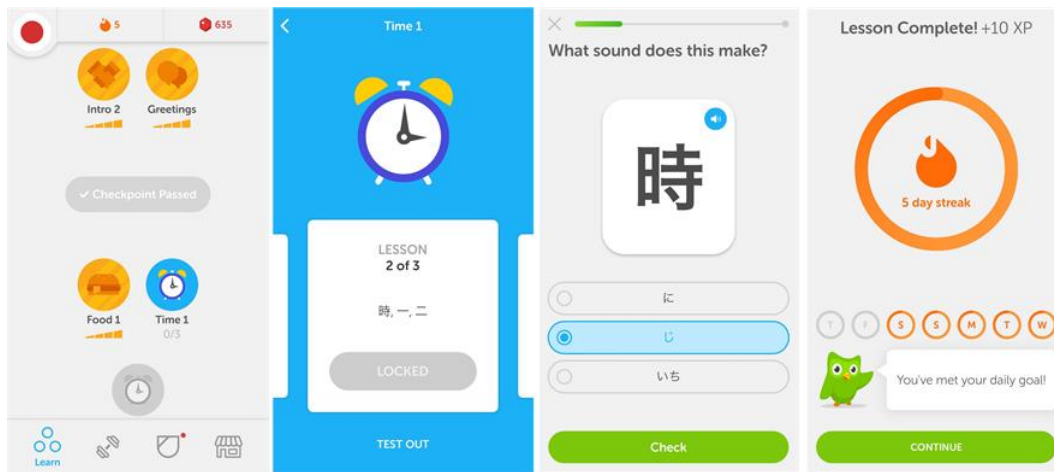 5
635
Intro 2
Greetings
✓ Checkpoint Passed
Food 1
Time 1
0/3
Learn
Time 1
LESSON
2 of 3
時, 一, 二
LOCKED
TEST OUT
What sound does this make?
時
に
じ
いち
Check
Lesson Complete! +10 XP
5 day streak
T F S S M T W
You've met your daily goal!
CONTINUE